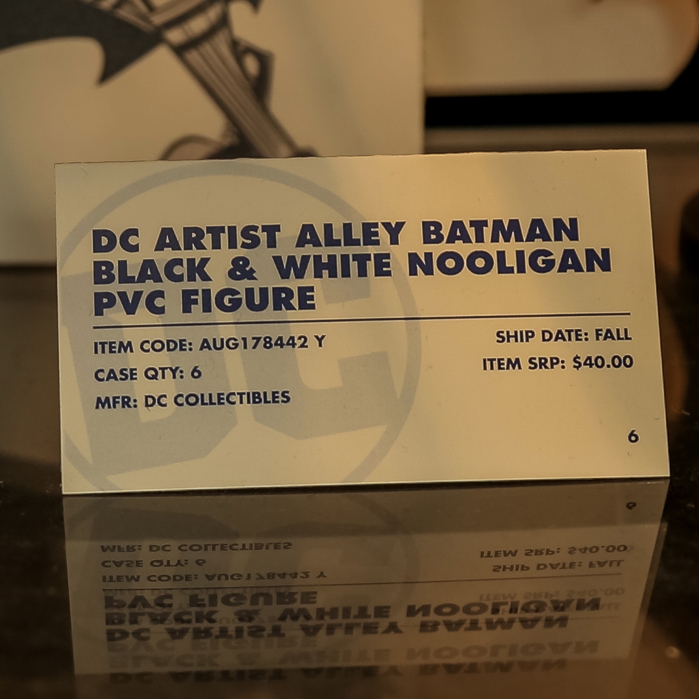 DC ARTIST ALLEY BATMAN
BLACK & WHITE NOOLIGAN
PVC FIGURE
ITEM CODE: AUG178442 Y
CASE QTY: 6
MFR: DC COLLECTIBLES
SHIP DATE: FALL
ITEM SRP: $40.00
6
DC